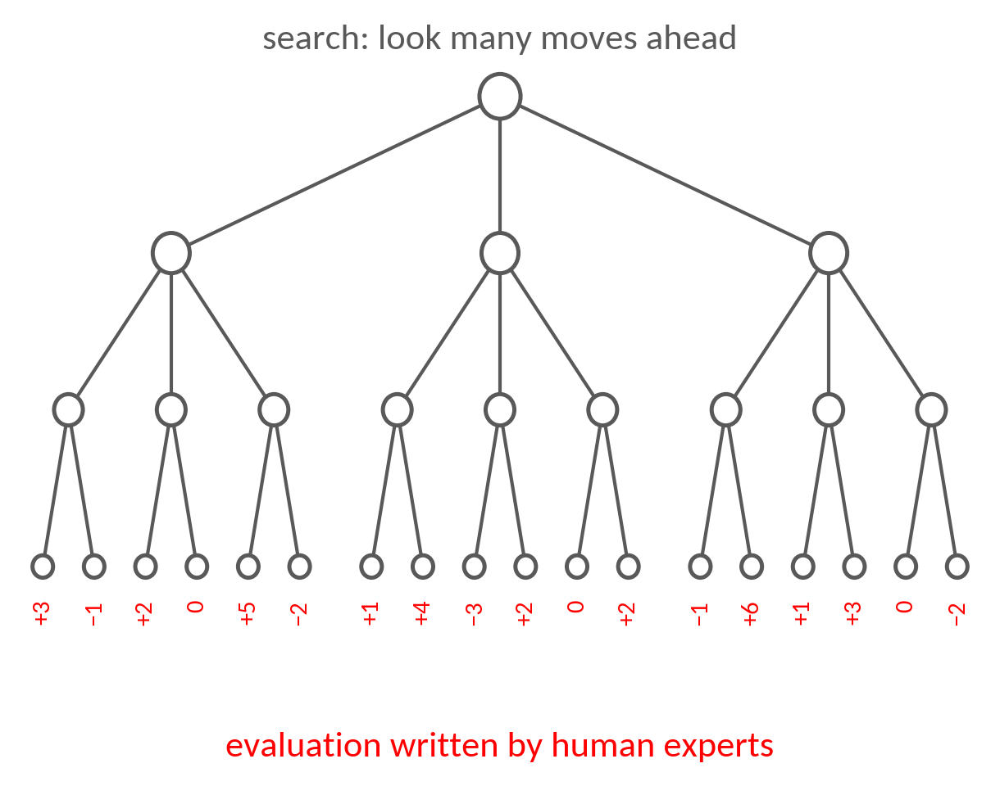 search: look many moves ahead
+3 −1 +2 0 +5 −2 +1 +4 −3 +2 0 +2 −1 +6 +1 +3 0 −2
evaluation written by human experts